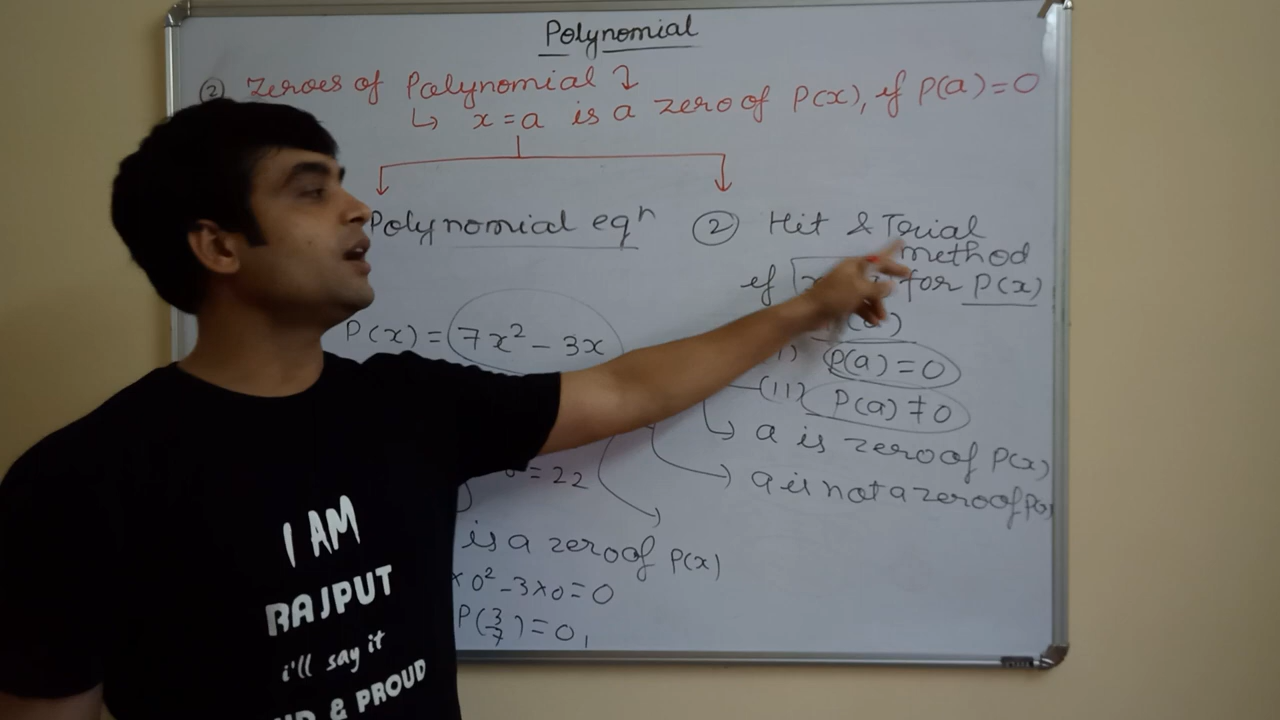 Polynomial
② Zeroes of Polynomial
↳ x = a is a zero of P(x), if P(a) = 0
Polynomial eqⁿ
P(x) = 7x² - 3x
= 22
is a zero of P(x)
x 0² - 3x0 = 0
P(3/7) = 0,
② Hit & Trial
method
if for P(x)
(a)
P(a) = 0
(ii) P(a) ≠ 0
↳ a is zero of P(x)
→ a is not a zero of P(x)
I AM
RAJPUT
i'll say it
& PROUD